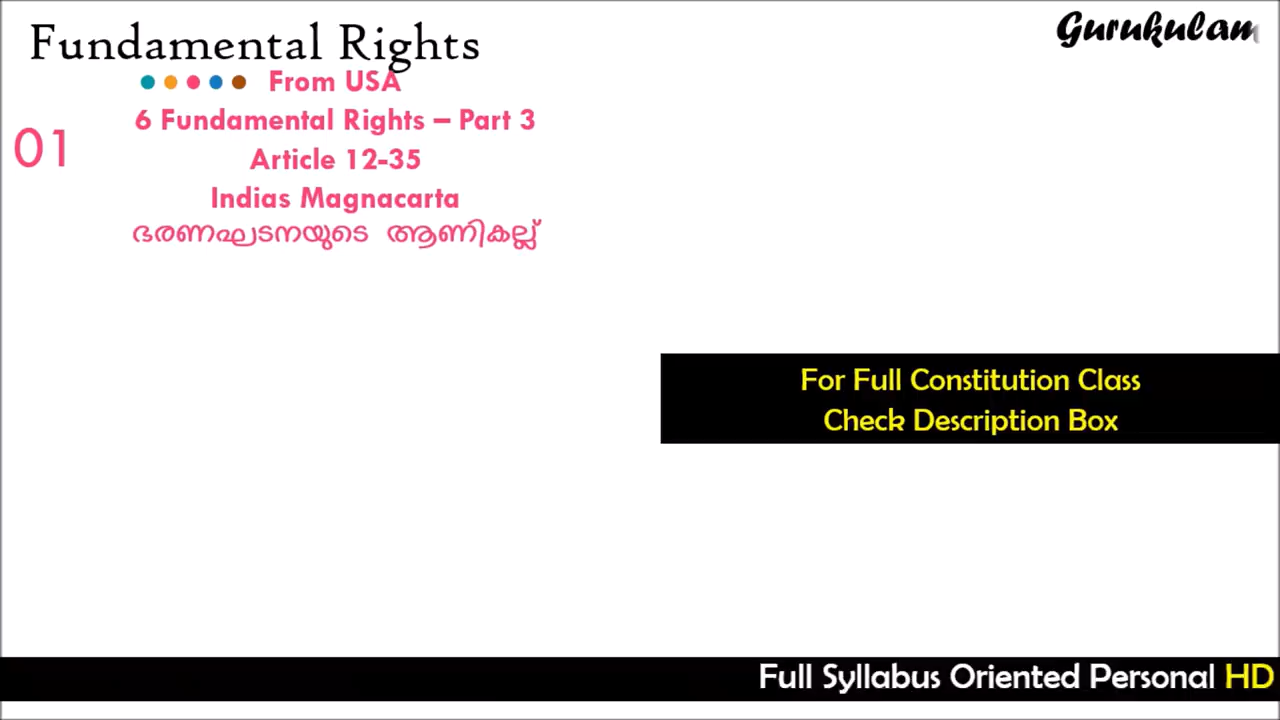 Fundamental Rights
Gurukulam
From USA
6 Fundamental Rights – Part 3
01
Article 12-35
Indias Magnacarta
ഭരണഘടനയുടെ ആണികല്ല്
For Full Constitution Class
Check Description Box
Full Syllabus Oriented Personal HD